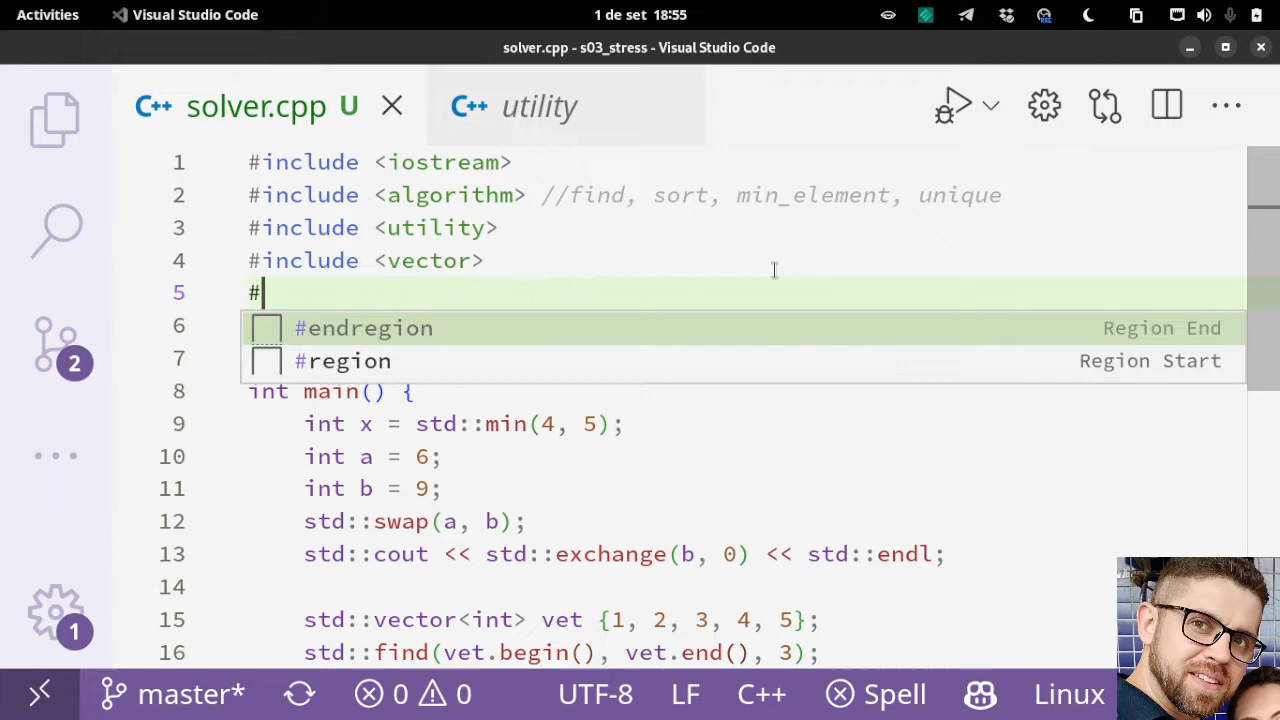 Activities Visual Studio Code 1 de set 18:55
solver.cpp - s03_stress - Visual Studio Code
C++ solver.cpp U C++ utility
1 #include <iostream>
2 #include <algorithm> //find, sort, min_element, unique
3 #include <utility>
4 #include <vector>
5 #
6 #endregion Region End
7 #region Region Start
8 int main() {
9 int x = std::min(4, 5);
10 int a = 6;
11 int b = 9;
12 std::swap(a, b);
13 std::cout << std::exchange(b, 0) << std::endl;
14
15 std::vector<int> vet {1, 2, 3, 4, 5};
16 std::find(vet.begin(), vet.end(), 3);
2
1
master* 0 0 UTF-8 LF C++ Spell Linux